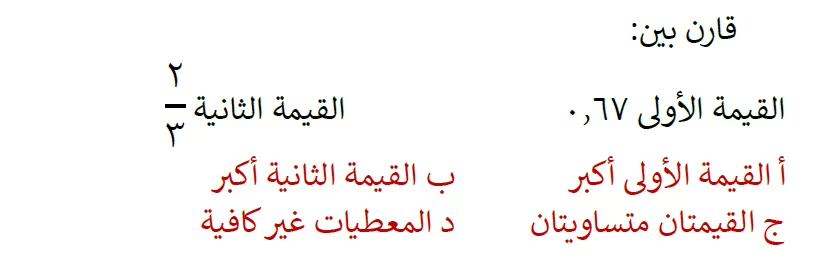 قارن بين:
القيمة الأولى ٠,٦٧ القيمة الثانية ٢/٣
أ القيمة الأولى أكبر ب القيمة الثانية أكبر
ج القيمتان متساويتان د المعطيات غير كافية